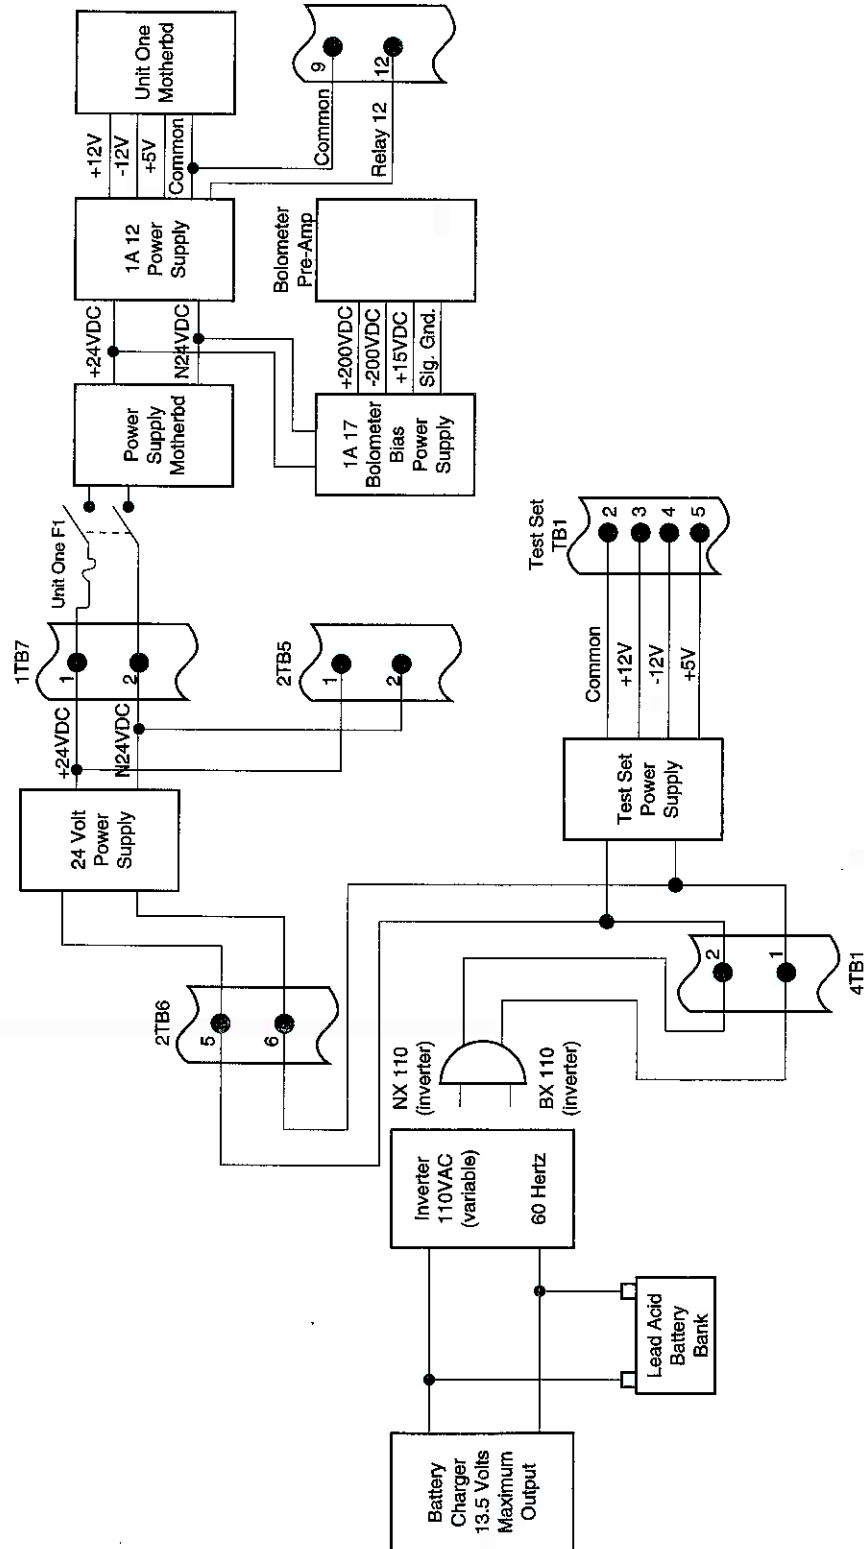 Battery
Charger
13.5 Volts
Maximum
Output
Lead Acid
Battery
Bank
Inverter
110VAC
(variable)
60 Hertz
NX 110
(inverter)
BX 110
(inverter)
2TB6
5
6
4TB1
2
1
24 Volt
Power
Supply
+24VDC
N24VDC
1TB7
1
2
2TB5
1
2
Unit One F1
Test Set
Power
Supply
Common
+12V
-12V
+5V
Test Set
TB1
2
3
4
5
Power
Supply
Motherbd
+24VDC
N24VDC
1A 17
Bolometer
Bias
Power
Supply
+200VDC
-200VDC
+15VDC
Sig. Gnd.
Bolometer
Pre-Amp
1A 12
Power
Supply
+12V
-12V
+5V
Common
Unit One
Motherbd
Common
Relay 12
9
12